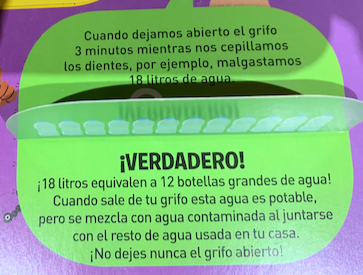 Cuando dejamos abierto el grifo
3 minutos mientras nos cepillamos
los dientes, por ejemplo, malgastamos
18 litros de agua.
¡VERDADERO!
¡18 litros equivalen a 12 botellas grandes de agua!
Cuando sale de tu grifo esta agua es potable,
pero se mezcla con agua contaminada al juntarse
con el resto de agua usada en tu casa.
¡No dejes nunca el grifo abierto!